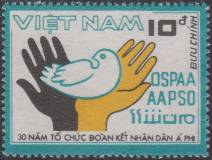 VIỆT NAM 10đ
BƯU CHÍNH
OSPAA
AAPSO
30 NĂM TỔ CHỨC ĐOÀN KẾT NHÂN DÂN Á PHI